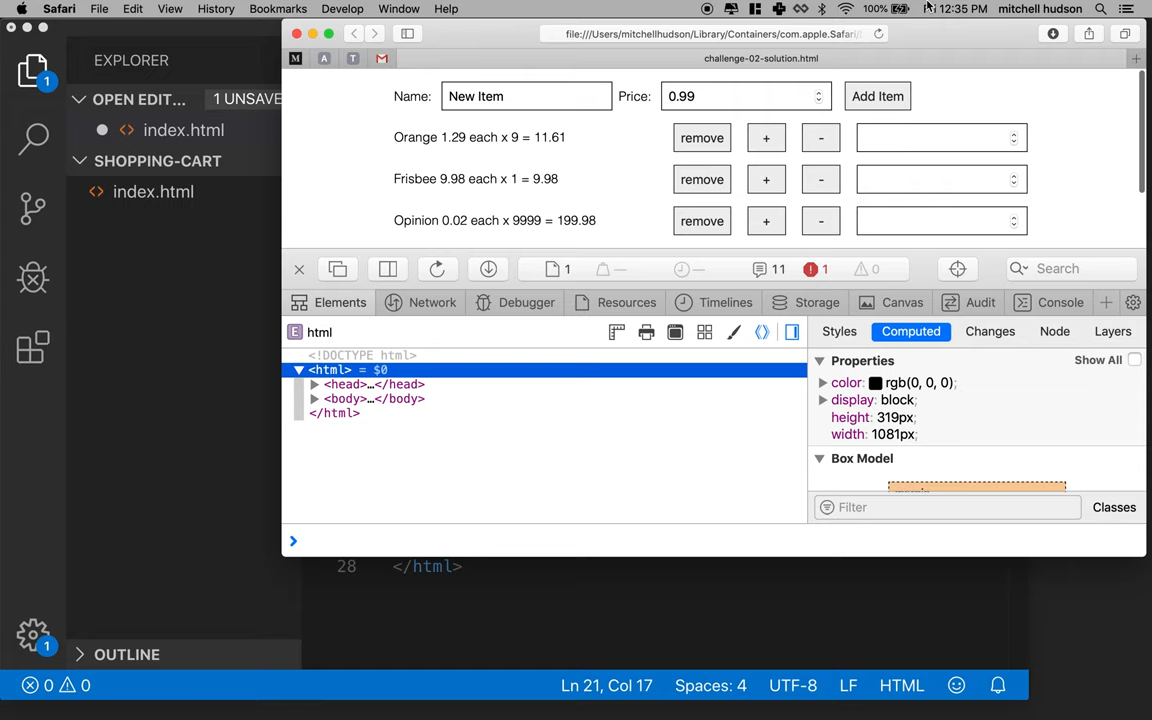 Safari File Edit View History Bookmarks Develop Window Help 100% 12:35 PM mitchell hudson
file:///Users/mitchellhudson/Library/Containers/com.apple.Safari/
M A T challenge-02-solution.html
EXPLORER
OPEN EDIT... 1 UNSAVE
index.html
SHOPPING-CART
index.html
1
Name: New Item Price: 0.99 Add Item
Orange 1.29 each x 9 = 11.61 remove + -
Frisbee 9.98 each x 1 = 9.98 remove + -
Opinion 0.02 each x 9999 = 199.98 remove + -
1 — — 11 1 0 Search
Elements Network Debugger Resources Timelines Storage Canvas Audit Console
E html Styles Computed Changes Node Layers
<!DOCTYPE html>
<html> = $0
<head>…</head>
<body>…</body>
</html>
Properties Show All
color: rgb(0, 0, 0);
display: block;
height: 319px;
width: 1081px;
Box Model
Filter Classes
28 </html>
1
OUTLINE
0 0 Ln 21, Col 17 Spaces: 4 UTF-8 LF HTML